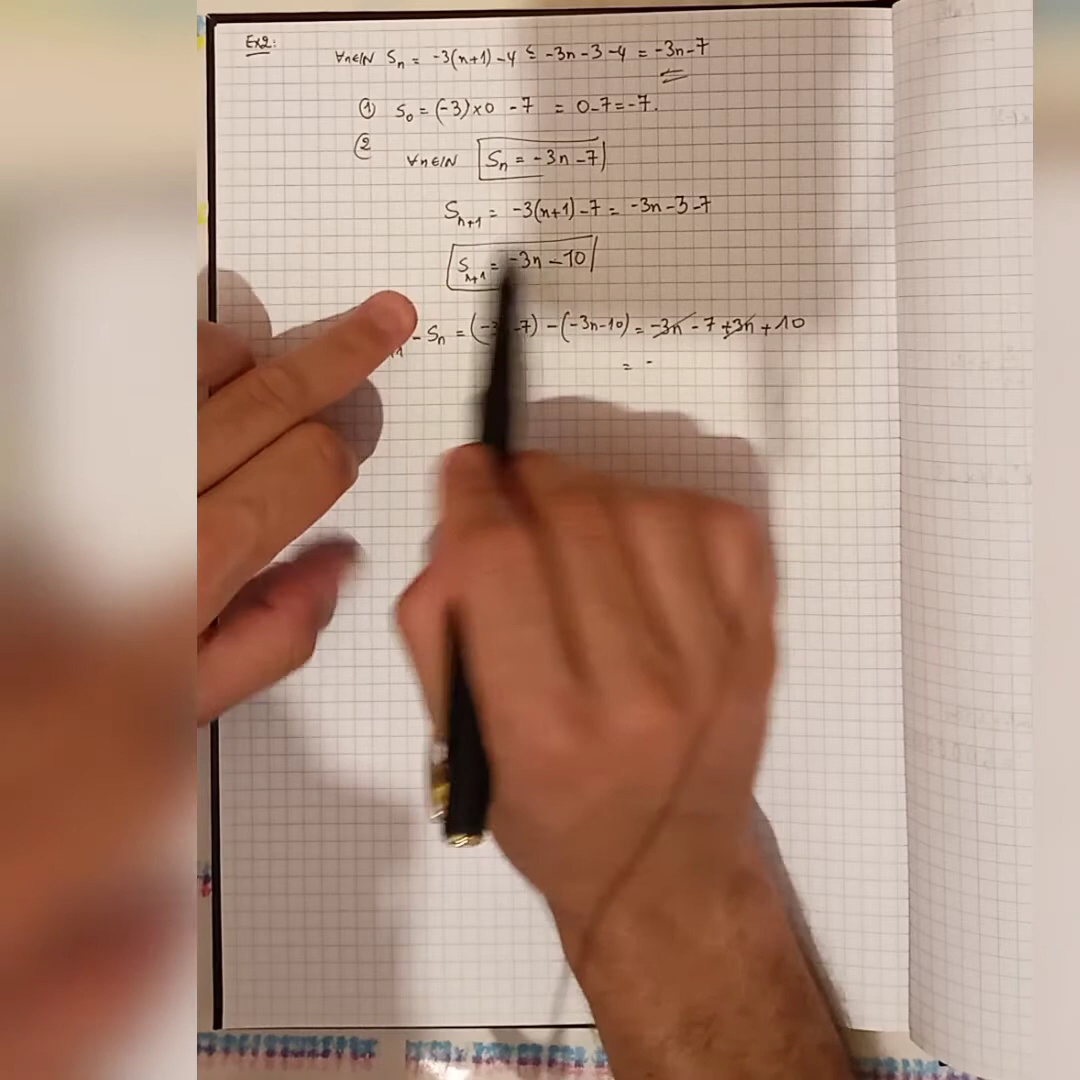 Ex2:
∀n∈ℕ Sn = -3(n+1) - 4 = -3n - 3 - 4 = -3n - 7
① S0 = (-3) × 0 - 7 = 0 - 7 = -7.
②
∀n∈ℕ Sn = -3n - 7
Sn+1 = -3(n+1) - 7 = -3n - 3 - 7
Sn+1 = -3n - 10
- Sn = (-3 -7) - (-3n - 10) = -3n - 7 + 3n + 10
= -